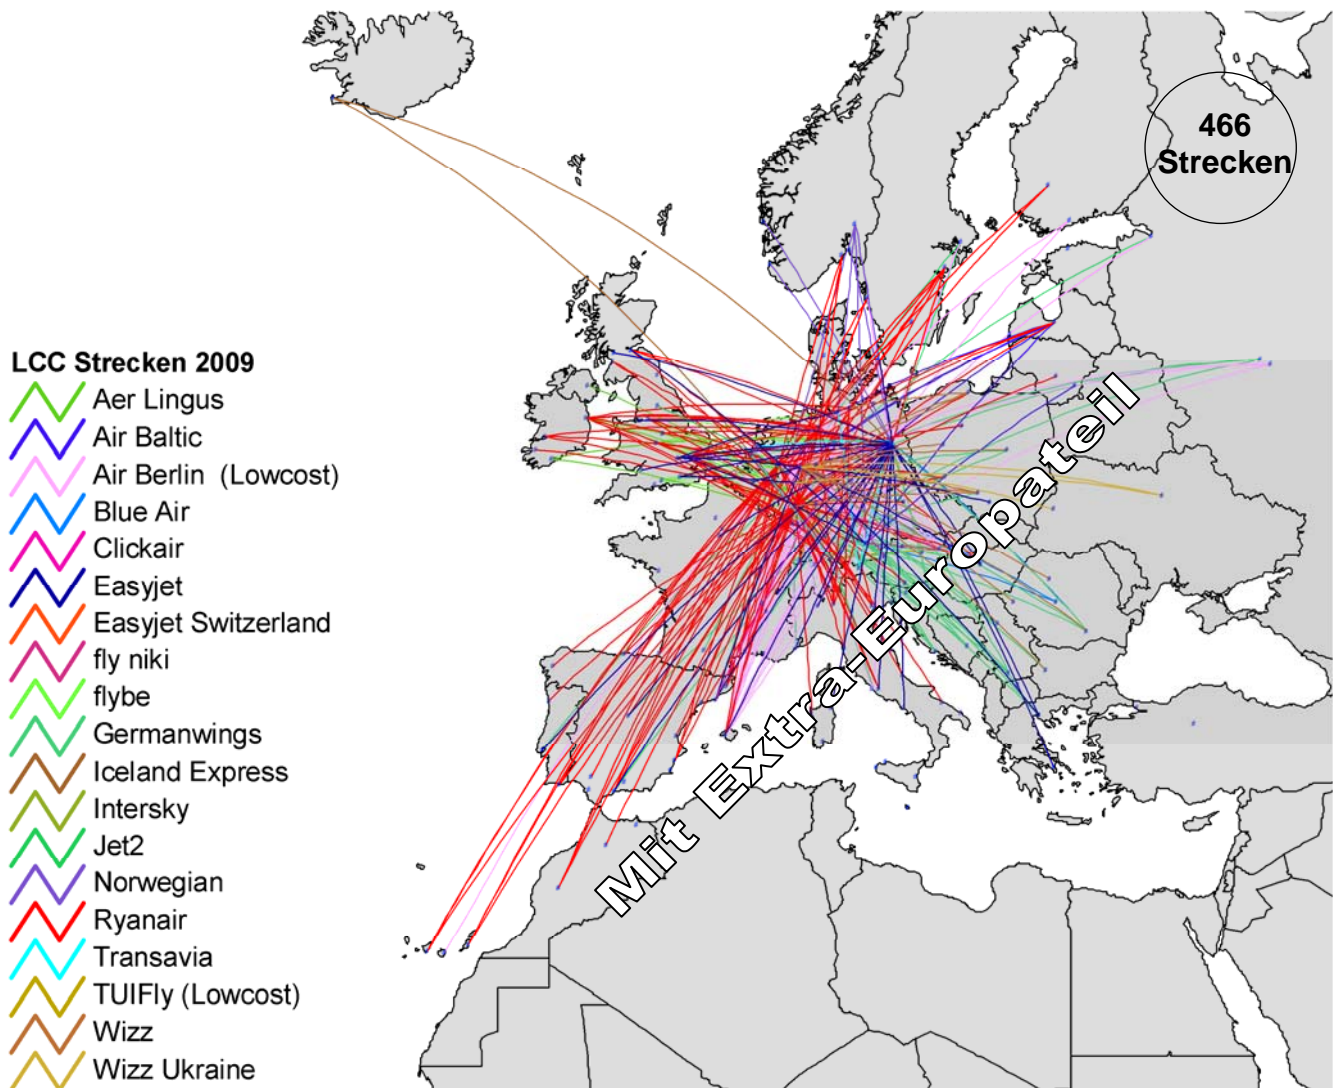 466
Strecken
LCC Strecken 2009
Aer Lingus
Air Baltic
Air Berlin (Lowcost)
Blue Air
Clickair
Easyjet
Easyjet Switzerland
fly niki
flybe
Germanwings
Iceland Express
Intersky
Jet2
Norwegian
Ryanair
Transavia
TUIFly (Lowcost)
Wizz
Wizz Ukraine
Mit Extra-Europateil